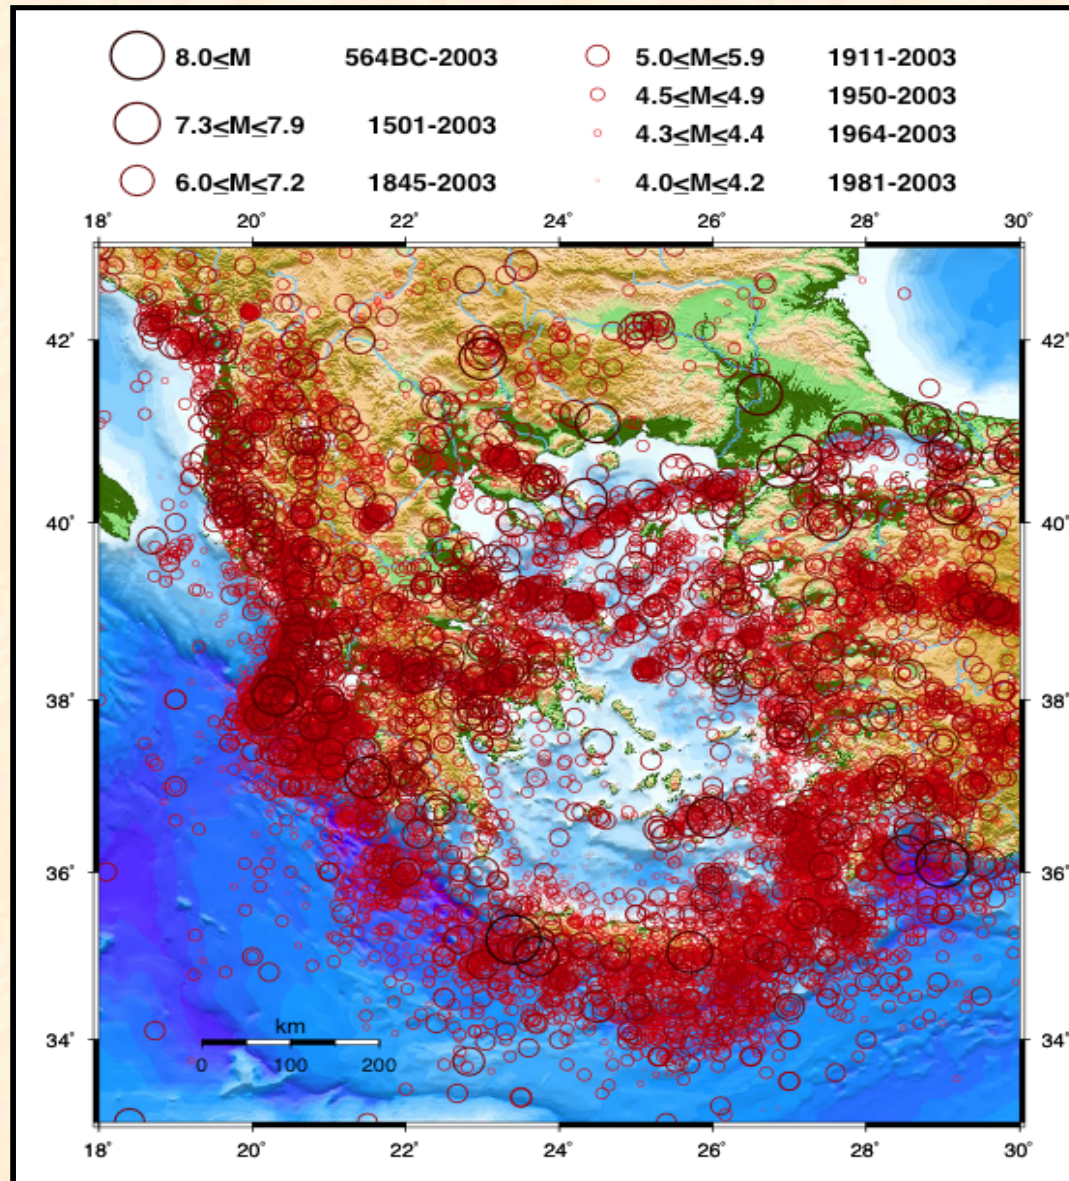 8.0≤M 564BC-2003
7.3≤M≤7.9 1501-2003
6.0≤M≤7.2 1845-2003
5.0≤M≤5.9 1911-2003
4.5≤M≤4.9 1950-2003
4.3≤M≤4.4 1964-2003
4.0≤M≤4.2 1981-2003
18° 20° 22° 24° 26° 28° 30°
42° 42°
40° 40°
38° 38°
36° 36°
34° 34°
km
0 100 200
18° 20° 22° 24° 26° 28° 30°